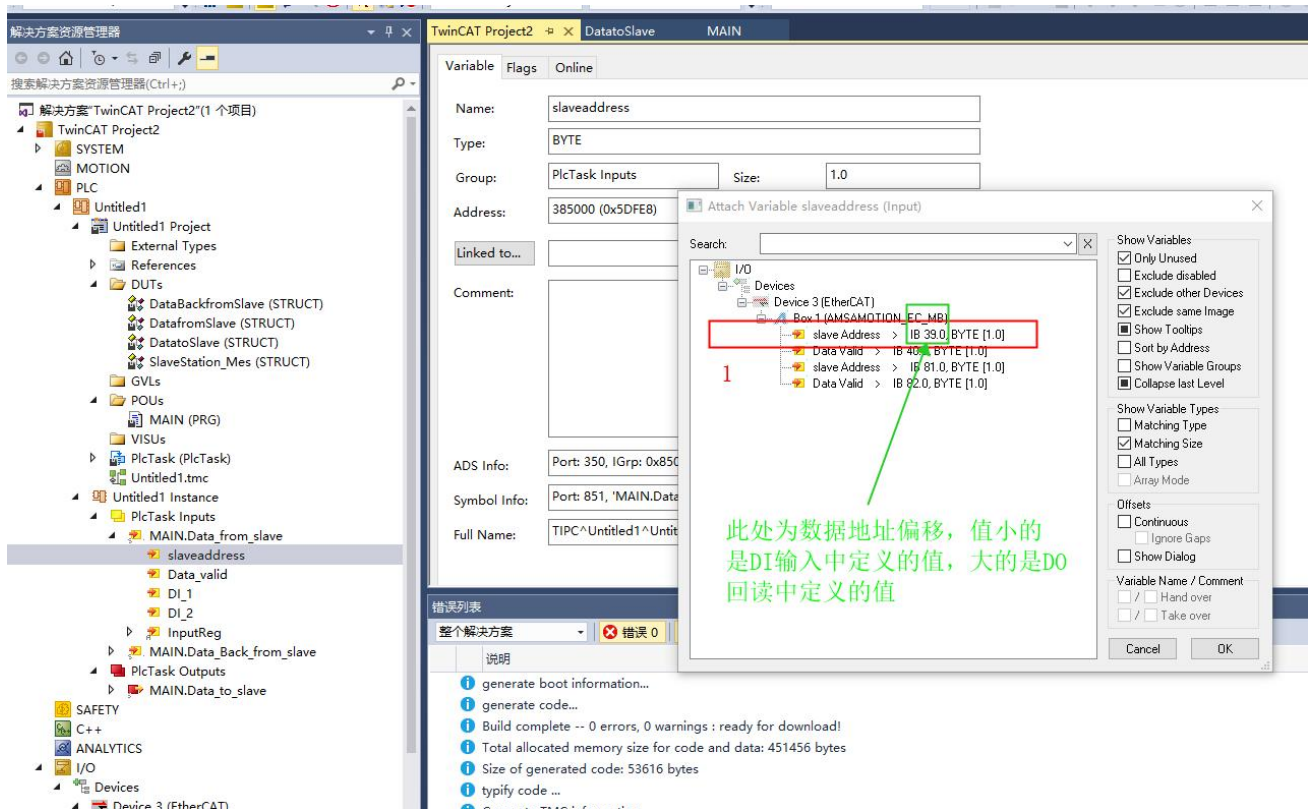 解决方案资源管理器
搜索解决方案资源管理器(Ctrl+;)
解决方案"TwinCAT Project2"(1 个项目)
TwinCAT Project2
SYSTEM
MOTION
PLC
Untitled1
Untitled1 Project
External Types
References
DUTs
DataBackfromSlave (STRUCT)
DatafromSlave (STRUCT)
DatatoSlave (STRUCT)
SlaveStation_Mes (STRUCT)
GVLs
POUs
MAIN (PRG)
VISUs
PlcTask (PlcTask)
Untitled1.tmc
Untitled1 Instance
PlcTask Inputs
MAIN.Data_from_slave
slaveaddress
Data_valid
DI_1
DI_2
InputReg
MAIN.Data_Back_from_slave
PlcTask Outputs
MAIN.Data_to_slave
SAFETY
C++
ANALYTICS
I/O
Devices
Device 3 (EtherCAT)
TwinCAT Project2 DatatoSlave MAIN
Variable Flags Online
Name: slaveaddress
Type: BYTE
Group: PlcTask Inputs Size: 1.0
Address: 385000 (0x5DFE8)
Linked to...
Comment:
ADS Info: Port: 350, IGrp: 0x850
Symbol Info: Port: 851, 'MAIN.Data
Full Name: TIPC^Untitled1^Untit
Attach Variable slaveaddress (Input)
Search: X
I/O
Devices
Device 3 (EtherCAT)
Box 1 (AMSAMOTION_EC_MB)
slave Address > IB 39.0, BYTE [1.0]
Data Valid > IB 40.0, BYTE [1.0]
slave Address > IB 81.0, BYTE [1.0]
Data Valid > IB 82.0, BYTE [1.0]
1
此处为数据地址偏移，值小的
是DI输入中定义的值，大的是DO
回读中定义的值
Show Variables
Only Unused
Exclude disabled
Exclude other Devices
Exclude same Image
Show Tooltips
Sort by Address
Show Variable Groups
Collapse last Level
Show Variable Types
Matching Type
Matching Size
All Types
Array Mode
Offsets
Continuous
Ignore Gaps
Show Dialog
Variable Name / Comment
/ Hand over
/ Take over
Cancel OK
错误列表
整个解决方案 错误 0
说明
generate boot information...
generate code...
Build complete -- 0 errors, 0 warnings : ready for download!
Total allocated memory size for code and data: 451456 bytes
Size of generated code: 53616 bytes
typify code ...